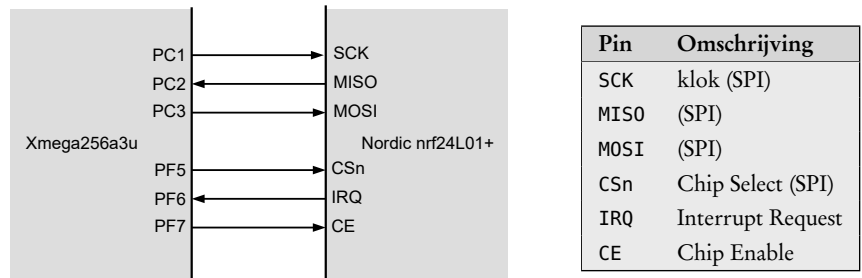 PC1 SCK
PC2 MISO
PC3 MOSI
Xmega256a3u Nordic nrf24L01+
PF5 CSn
PF6 IRQ
PF7 CE
Pin Omschrijving
SCK klok (SPI)
MISO (SPI)
MOSI (SPI)
CSn Chip Select (SPI)
IRQ Interrupt Request
CE Chip Enable